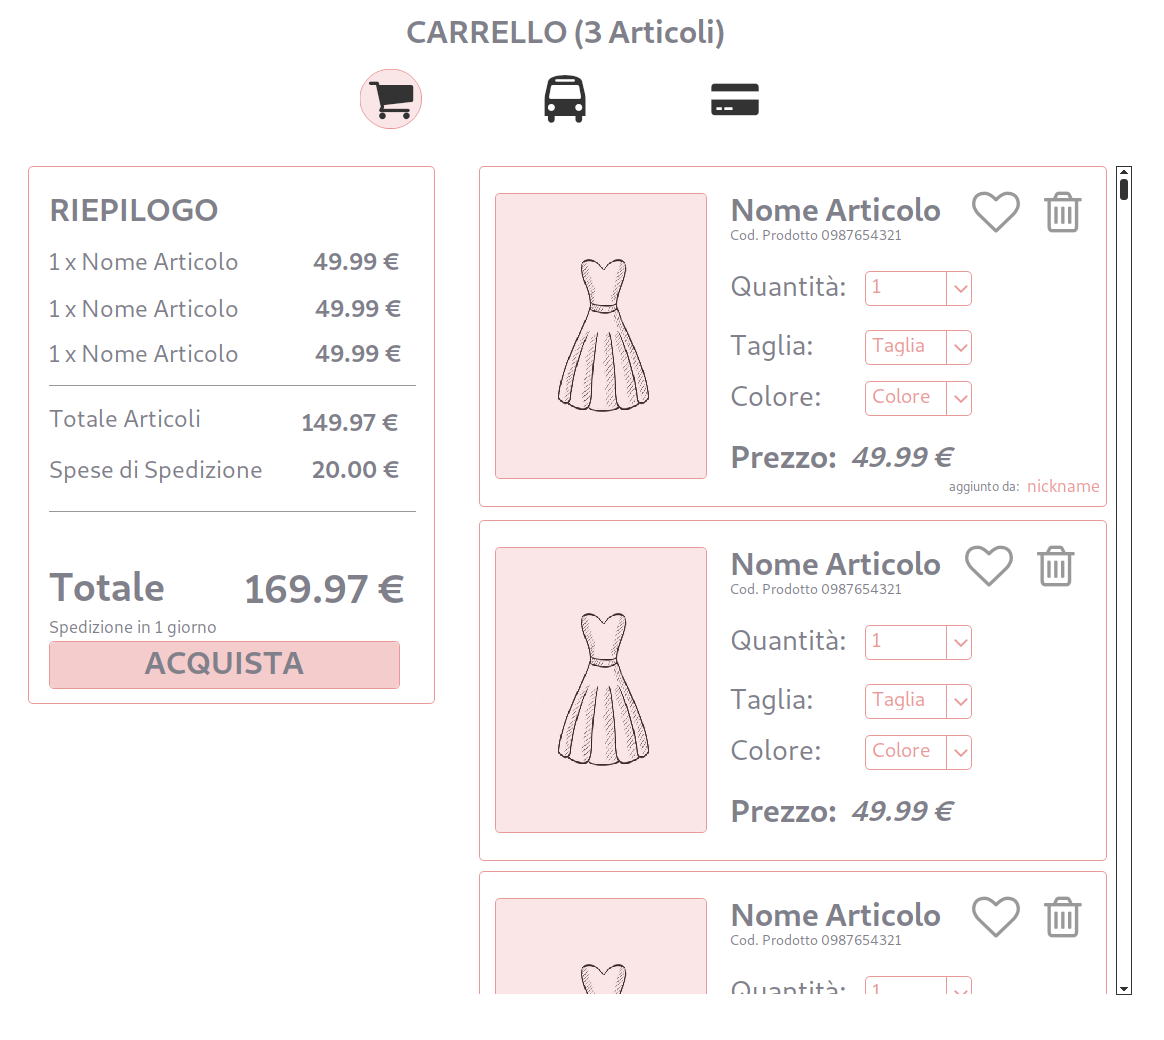 CARRELLO (3 Articoli)
RIEPILOGO
1 x Nome Articolo 49.99 €
1 x Nome Articolo 49.99 €
1 x Nome Articolo 49.99 €
Totale Articoli 149.97 €
Spese di Spedizione 20.00 €
Totale 169.97 €
Spedizione in 1 giorno
ACQUISTA
Nome Articolo
Cod. Prodotto 0987654321
Quantità: 1
Taglia: Taglia
Colore: Colore
Prezzo: 49.99 €
aggiunto da: nickname
Nome Articolo
Cod. Prodotto 0987654321
Quantità: 1
Taglia: Taglia
Colore: Colore
Prezzo: 49.99 €
Nome Articolo
Cod. Prodotto 0987654321
Quantità: 1